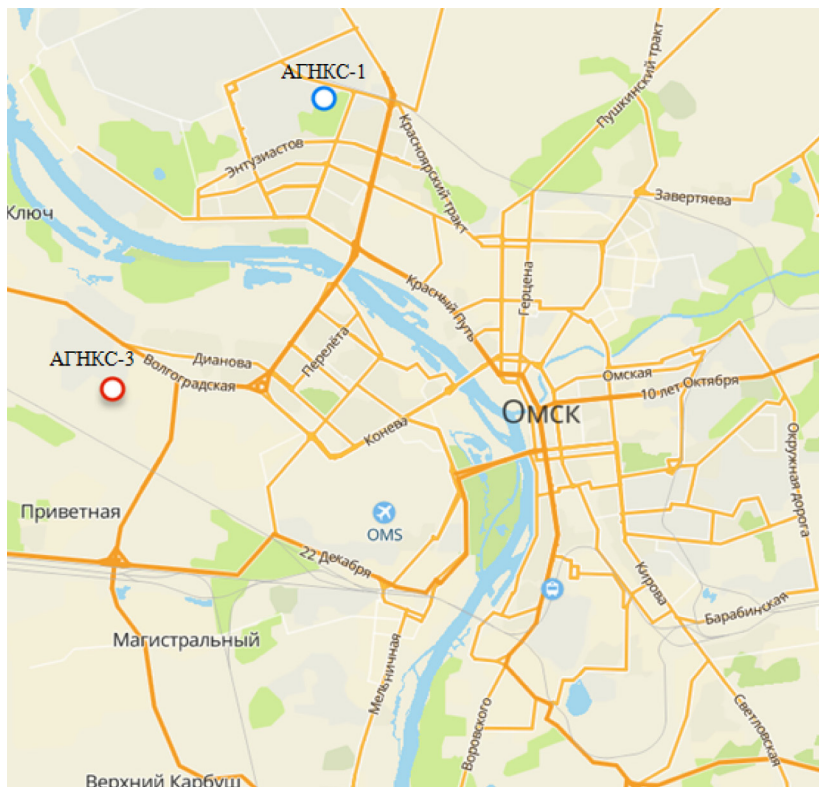 АГНКС-1
Пушкинский тракт
Красноярский тракт
Энтузиастов
Завертяева
Ключ
Герцена
Красный Путь
Перелёта
АГНКС-3
Дианова
Волгоградская
Омская
10 лет Октября
Омск
Конева
Окружная дорога
Приветная
OMS
22 Декабря
Кирова
Барабинская
Магистральный
Мельничная
Воровского
Светловская
Верхний Карбуш